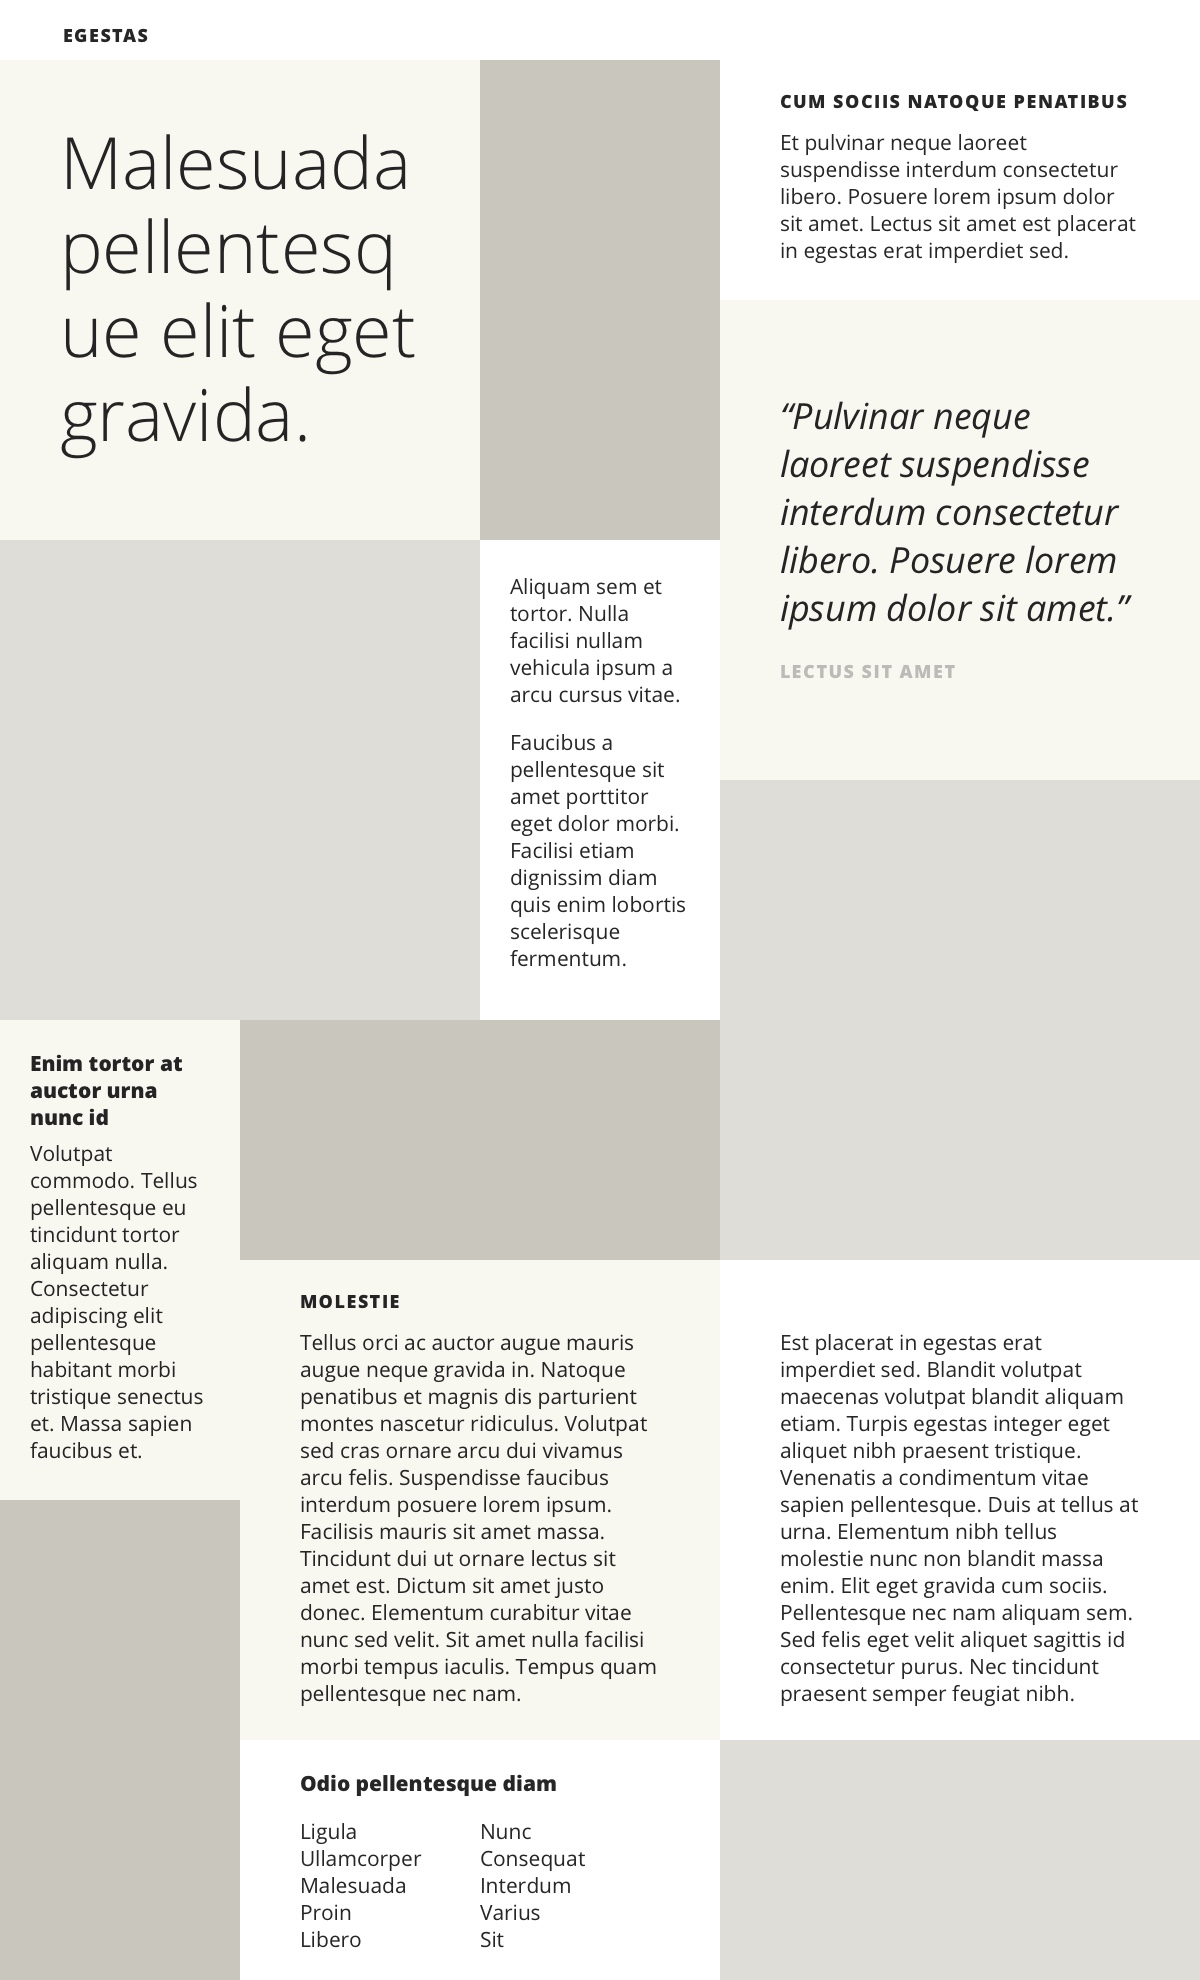 EGESTAS
Malesuada
pellentesq
ue elit eget
gravida.
CUM SOCIIS NATOQUE PENATIBUS
Et pulvinar neque laoreet
suspendisse interdum consectetur
libero. Posuere lorem ipsum dolor
sit amet. Lectus sit amet est placerat
in egestas erat imperdiet sed.
“Pulvinar neque
laoreet suspendisse
interdum consectetur
libero. Posuere lorem
ipsum dolor sit amet.”
LECTUS SIT AMET
Aliquam sem et
tortor. Nulla
facilisi nullam
vehicula ipsum a
arcu cursus vitae.
Faucibus a
pellentesque sit
amet porttitor
eget dolor morbi.
Facilisi etiam
dignissim diam
quis enim lobortis
scelerisque
fermentum.
Enim tortor at
auctor urna
nunc id
Volutpat
commodo. Tellus
pellentesque eu
tincidunt tortor
aliquam nulla.
Consectetur
adipiscing elit
pellentesque
habitant morbi
tristique senectus
et. Massa sapien
faucibus et.
MOLESTIE
Tellus orci ac auctor augue mauris
augue neque gravida in. Natoque
penatibus et magnis dis parturient
montes nascetur ridiculus. Volutpat
sed cras ornare arcu dui vivamus
arcu felis. Suspendisse faucibus
interdum posuere lorem ipsum.
Facilisis mauris sit amet massa.
Tincidunt dui ut ornare lectus sit
amet est. Dictum sit amet justo
donec. Elementum curabitur vitae
nunc sed velit. Sit amet nulla facilisi
morbi tempus iaculis. Tempus quam
pellentesque nec nam.
Est placerat in egestas erat
imperdiet sed. Blandit volutpat
maecenas volutpat blandit aliquam
etiam. Turpis egestas integer eget
aliquet nibh praesent tristique.
Venenatis a condimentum vitae
sapien pellentesque. Duis at tellus at
urna. Elementum nibh tellus
molestie nunc non blandit massa
enim. Elit eget gravida cum sociis.
Pellentesque nec nam aliquam sem.
Sed felis eget velit aliquet sagittis id
consectetur purus. Nec tincidunt
praesent semper feugiat nibh.
Odio pellentesque diam
Ligula
Ullamcorper
Malesuada
Proin
Libero
Nunc
Consequat
Interdum
Varius
Sit